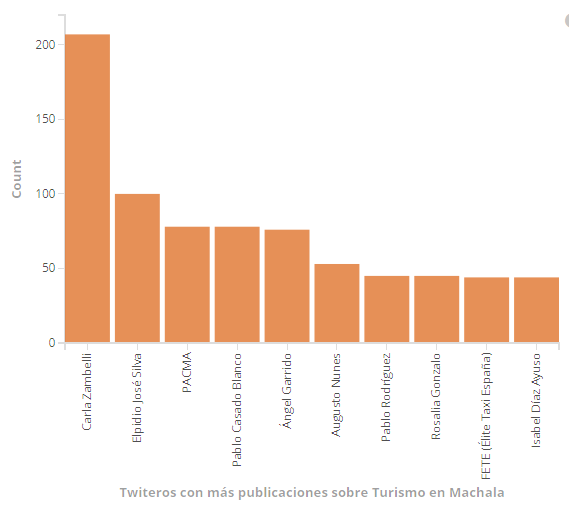 200
150
100
50
0
Count
Carla Zambelli
Elpidio José Silva
PACMA
Pablo Casado Blanco
Ángel Garrido
Augusto Nunes
Pablo Rodríguez
Rosalia Gonzalo
FETE (Élite Taxi España)
Isabel Díaz Ayuso
Twiteros con más publicaciones sobre Turismo en Machala